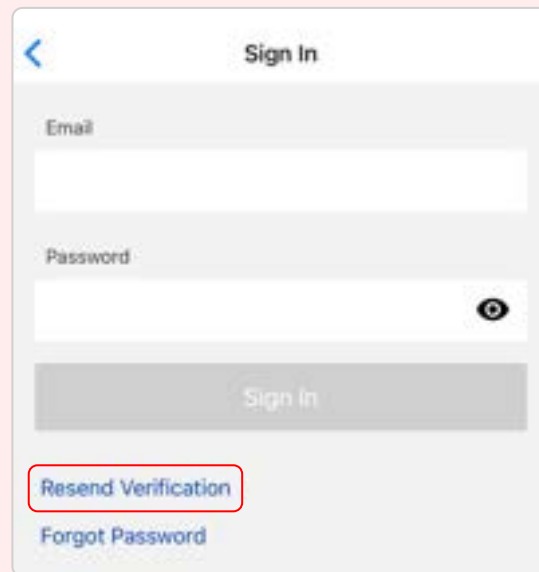 Sign In
Email
Password
Sign In
Resend Verification
Forgot Password